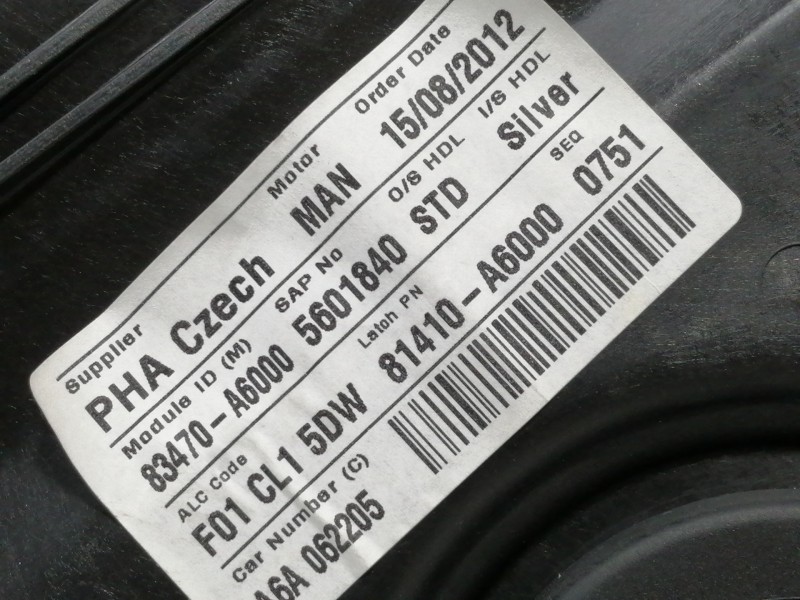 Supplier Motor Order Date
PHA Czech MAN 15/08/2012
Module ID (M) SAP No O/S HDL I/S HDL
83470-A6000 5601840 STD Silver
ALC Code Latch PN SEQ
F01 CL1 5DW 81410-A6000 0751
Car Number (C)
A6A 062205